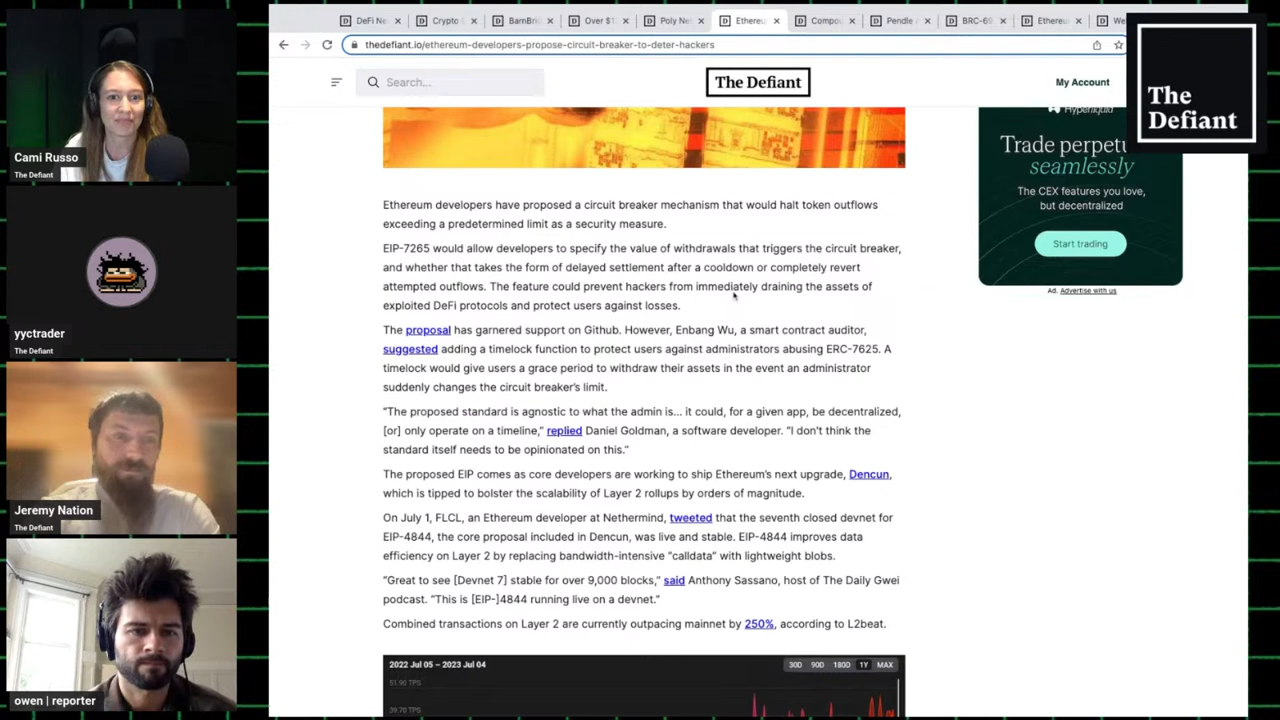 DeFi Ne
Crypto
BarnBri
Over $1
Poly Net
Ethereu
Compou
Pendle
BRC-69
Ethereu
We
thedefiant.io/ethereum-developers-propose-circuit-breaker-to-deter-hackers
Search...
The Defiant
My Account
The
Defiant
Hyperliquid
Trade perpetu
seamlessly
The CEX features you love,
but decentralized
Start trading
Ad. Advertise with us
Ethereum developers have proposed a circuit breaker mechanism that would halt token outflows
exceeding a predetermined limit as a security measure.
EIP-7265 would allow developers to specify the value of withdrawals that triggers the circuit breaker,
and whether that takes the form of delayed settlement after a cooldown or completely revert
attempted outflows. The feature could prevent hackers from immediately draining the assets of
exploited DeFi protocols and protect users against losses.
The proposal has garnered support on Github. However, Enbang Wu, a smart contract auditor,
suggested adding a timelock function to protect users against administrators abusing ERC-7625. A
timelock would give users a grace period to withdraw their assets in the event an administrator
suddenly changes the circuit breaker's limit.
"The proposed standard is agnostic to what the admin is... it could, for a given app, be decentralized,
[or] only operate on a timeline," replied Daniel Goldman, a software developer. "I don't think the
standard itself needs to be opinionated on this."
The proposed EIP comes as core developers are working to ship Ethereum's next upgrade, Dencun,
which is tipped to bolster the scalability of Layer 2 rollups by orders of magnitude.
On July 1, FLCL, an Ethereum developer at Nethermind, tweeted that the seventh closed devnet for
EIP-4844, the core proposal included in Dencun, was live and stable. EIP-4844 improves data
efficiency on Layer 2 by replacing bandwidth-intensive "calldata" with lightweight blobs.
"Great to see [Devnet 7] stable for over 9,000 blocks," said Anthony Sassano, host of The Daily Gwei
podcast. "This is [EIP-]4844 running live on a devnet."
Combined transactions on Layer 2 are currently outpacing mainnet by 250%, according to L2beat.
2022 Jul 05 – 2023 Jul 04
30D 90D 180D 1Y MAX
51.90 TPS
39.70 TPS
Cami Russo
The Defiant
yyctrader
The Defiant
Jeremy Nation
The Defiant
owen | reporter